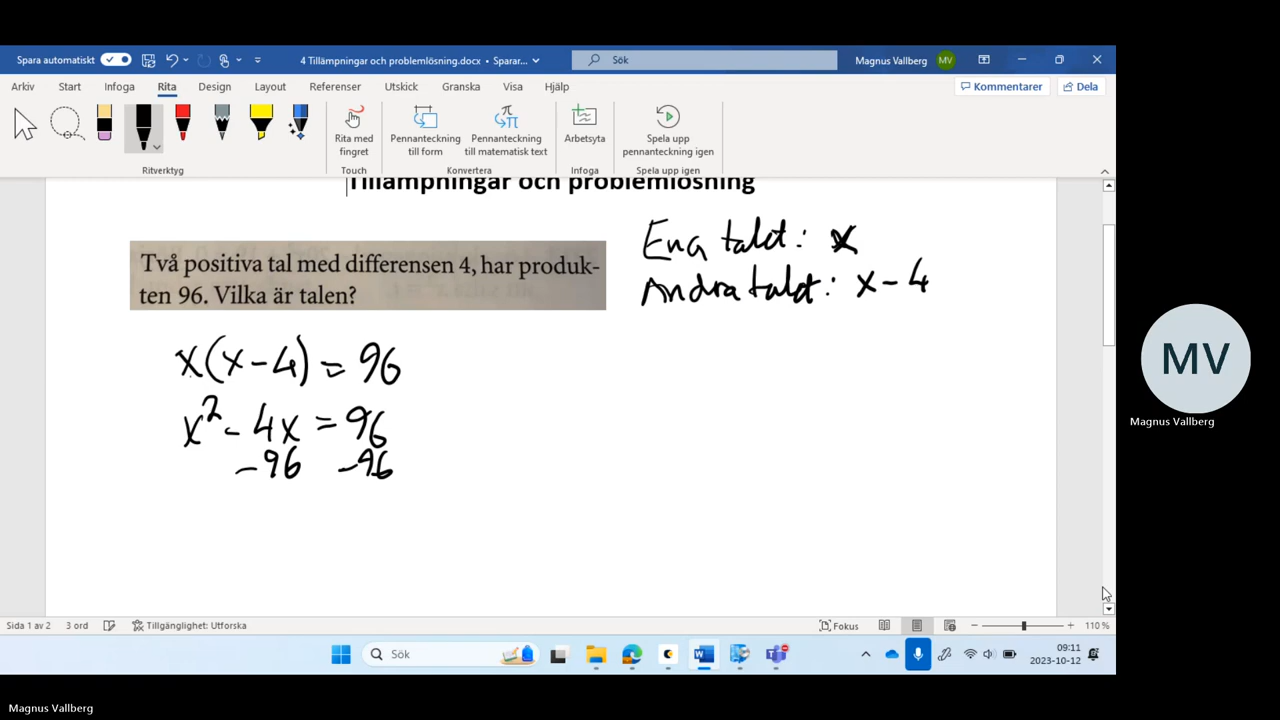 Spara automatiskt
4 Tillämpningar och problemlösning.docx • Sparar...
Sök
Magnus Vallberg
MV
Arkiv Start Infoga Rita Design Layout Referenser Utskick Granska Visa Hjälp
Kommentarer
Dela
Rita med fingret
Pennanteckning till form
Pennanteckning till matematisk text
Arbetsyta
Spela upp pennanteckning igen
Ritverktyg
Touch
Konvertera
Infoga
Spela upp igen
Tillämpningar och problemlösning
Två positiva tal med differensen 4, har produk-
ten 96. Vilka är talen?
Ena talet: x
Andra talet: x - 4
x(x - 4) = 96
x² - 4x = 96
-96 -96
MV
Magnus Vallberg
Sida 1 av 2
3 ord
Tillgänglighet: Utforska
Fokus
110 %
Sök
09:11
2023-10-12
Magnus Vallberg